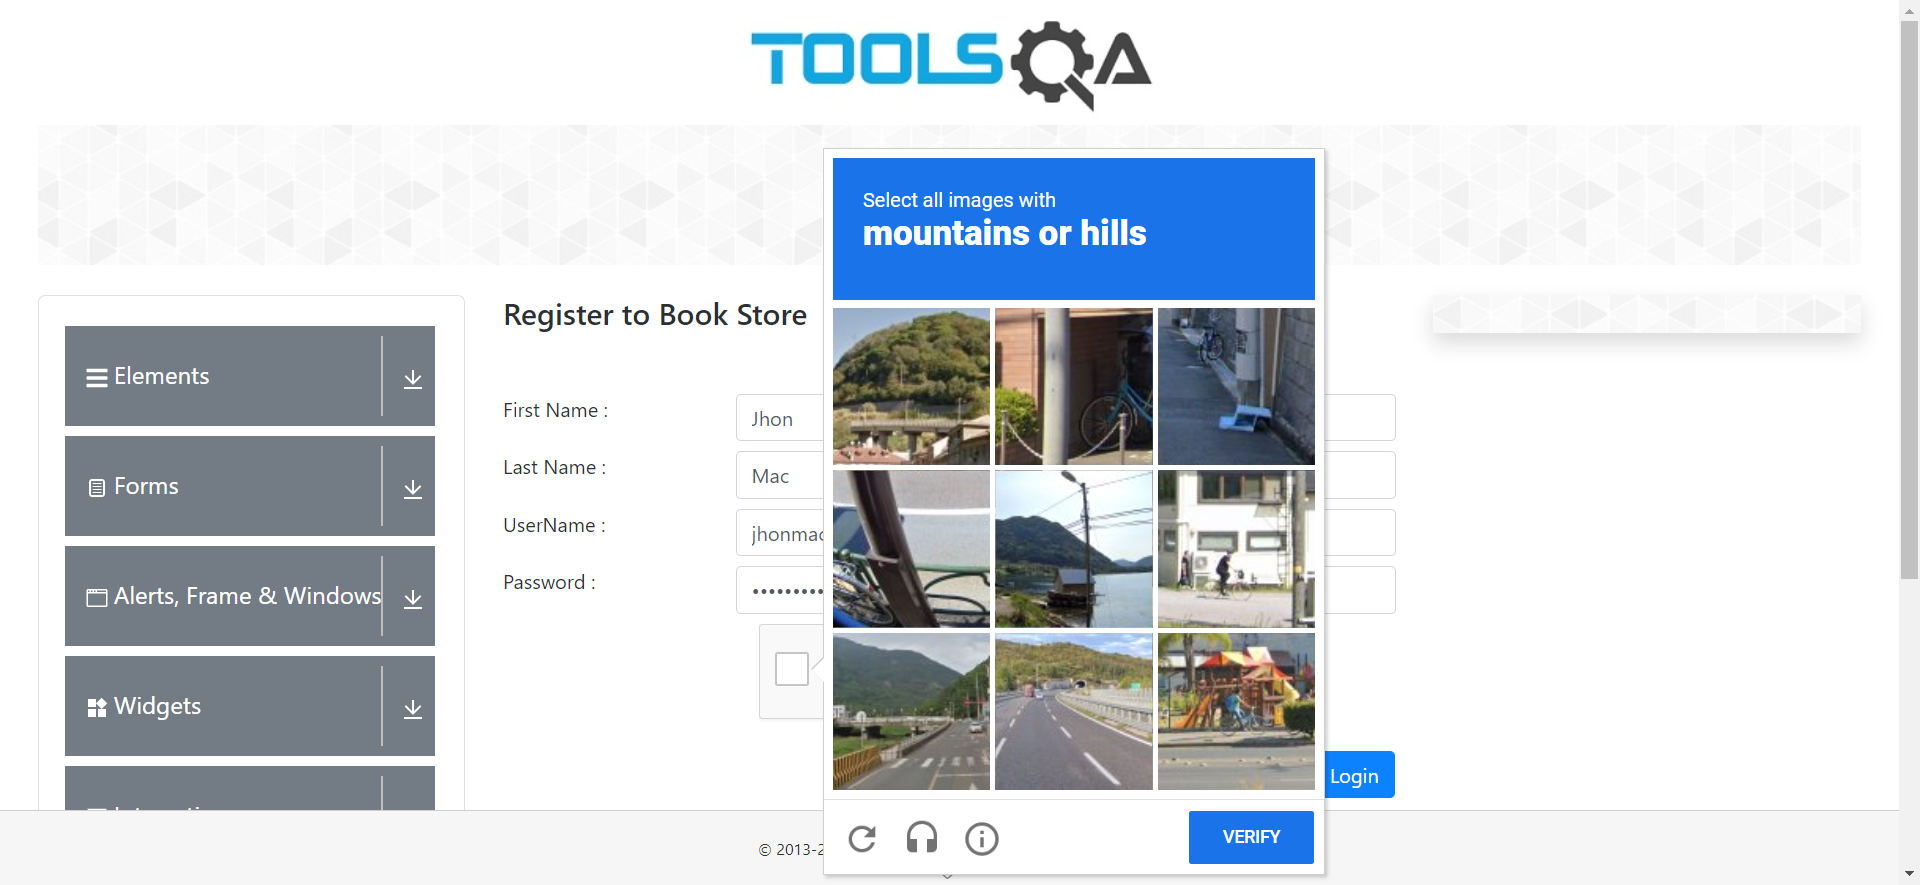 TOOLSQA
Select all images with
mountains or hills
Register to Book Store
Elements
Forms
Alerts, Frame & Windows
Widgets
First Name :
Jhon
Last Name :
Mac
UserName :
jhonmac
Password :
Login
VERIFY
© 2013-2